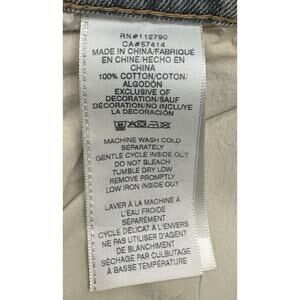 RN#112790
CA#57414
MADE IN CHINA/FABRIQUÉ
EN CHINE/HECHO EN
CHINA
100% COTTON/COTON/
ALGODÓN
EXCLUSIVE OF
DECORATION/SAUF
DÉCORATION/NO INCLUYE
LA DECORACIÓN
MACHINE WASH COLD
SEPARATELY
GENTLE CYCLE INSIDE OUT
DO NOT BLEACH
TUMBLE DRY LOW
REMOVE PROMPTLY
LOW IRON INSIDE OUT
LAVER À LA MACHINE À
L'EAU FROIDE
SÉPARÉMENT
CYCLE DÉLICAT À L'ENVERS
NE PAS UTILISER D'AGENT
DE BLANCHIMENT
SÉCHAGE PAR CULBUTAGE
À BASSE TEMPÉRATURE